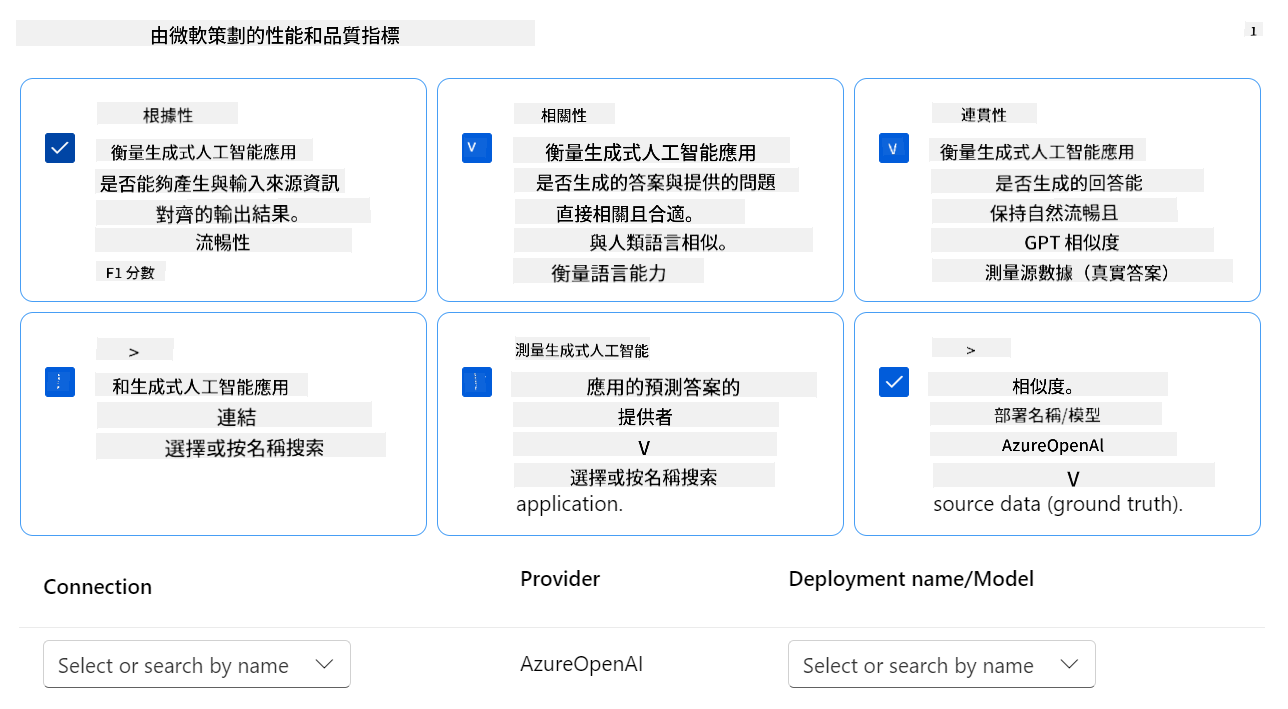 由微軟策劃的性能和品質指標
1
根據性
衡量生成式人工智能應用
是否能夠產生與輸入來源資訊
對齊的輸出結果。
流暢性
F1 分數
V
相關性
衡量生成式人工智能應用
是否生成的答案與提供的問題
直接相關且合適。
與人類語言相似。
衡量語言能力
V
連貫性
衡量生成式人工智能應用
是否生成的回答能
保持自然流暢且
GPT 相似度
測量源數據（真實答案）
>
和生成式人工智能應用
連結
選擇或按名稱搜索
測量生成式人工智能
應用的預測答案的
提供者
V
選擇或按名稱搜索
application.
>
相似度。
部署名稱/模型
AzureOpenAl
V
source data (ground truth).
Connection
Provider
Deployment name/Model
Select or search by name
AzureOpenAI
Select or search by name